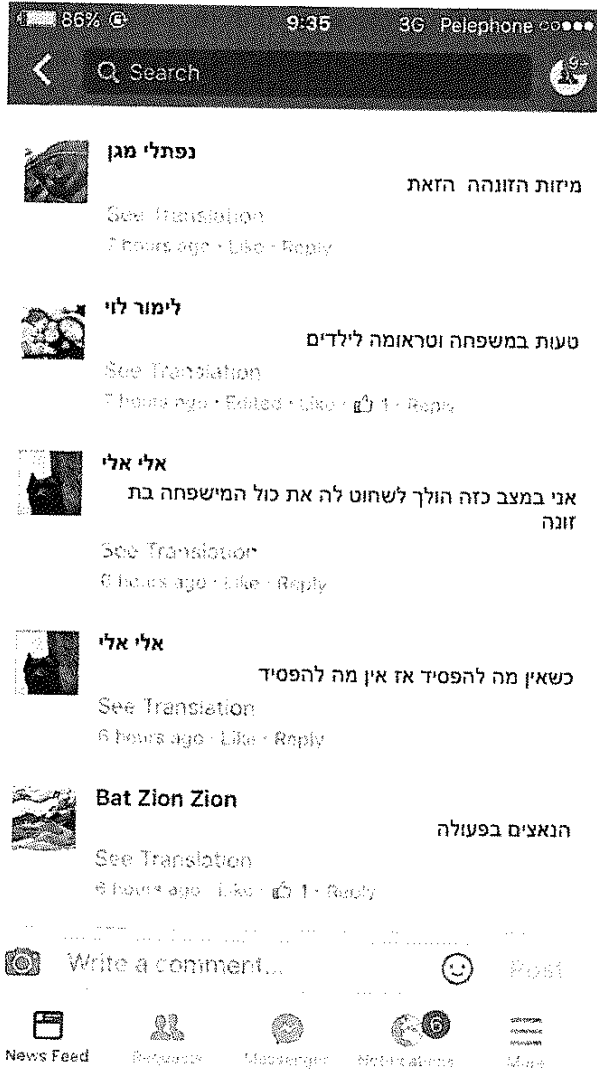 86%
9:35
3G Pelephone
Search
9+
נפתלי מגן
מיזות הזונהה הזאת
See Translation
7 hours ago · Like · Reply
לימור לוי
טעות במשפחה וטראומה לילדים
See Translation
7 hours ago · Edited · Like · 1 · Reply
אלי אלי
אני במצב כזה הולך לשחוט לה את כול המישפחה בת
זונה
See Translation
6 hours ago · Like · Reply
אלי אלי
כשאין מה להפסיד אז אין מה להפסיד
See Translation
6 hours ago · Like · Reply
Bat Zion Zion
הנאצים בפעולה
See Translation
6 hours ago · Like · 1 · Reply
Write a comment...
Post
News Feed
Requests
Messenger
Notifications
6
More